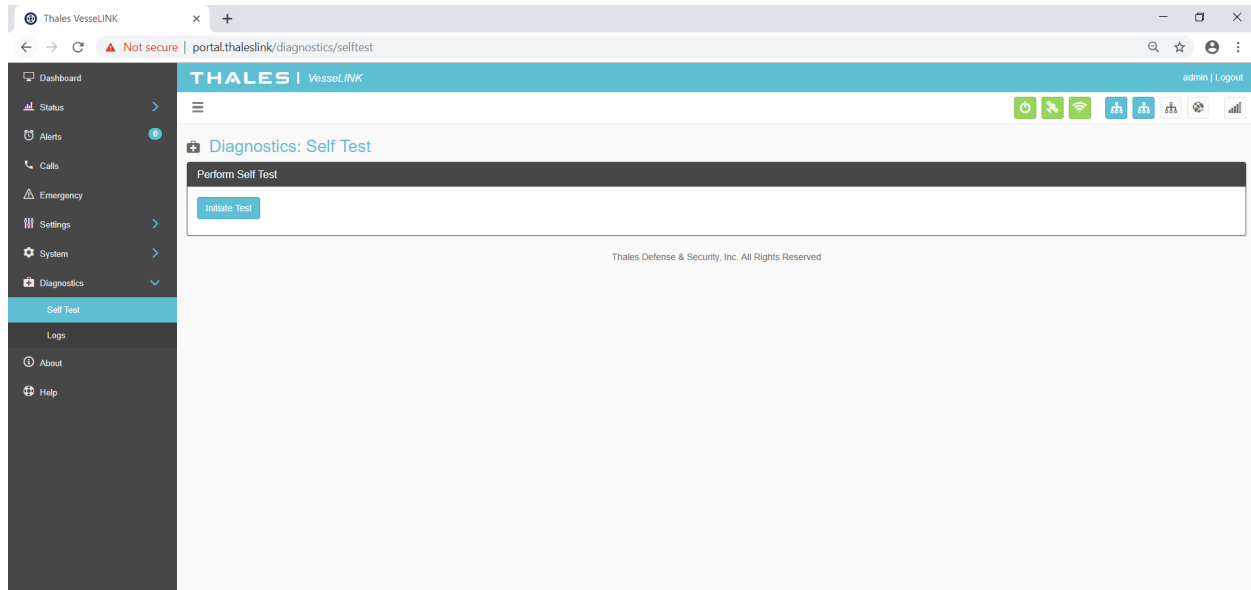 Thales VesseLINK
Not secure | portal.thaleslink/diagnostics/selftest
Dashboard
THALES | VesseLINK
admin | Logout
Status
Alerts 0
Calls
Emergency
Settings
System
Diagnostics
Self Test
Logs
About
Help
Diagnostics: Self Test
Perform Self Test
Initiate Test
Thales Defense & Security, Inc. All Rights Reserved